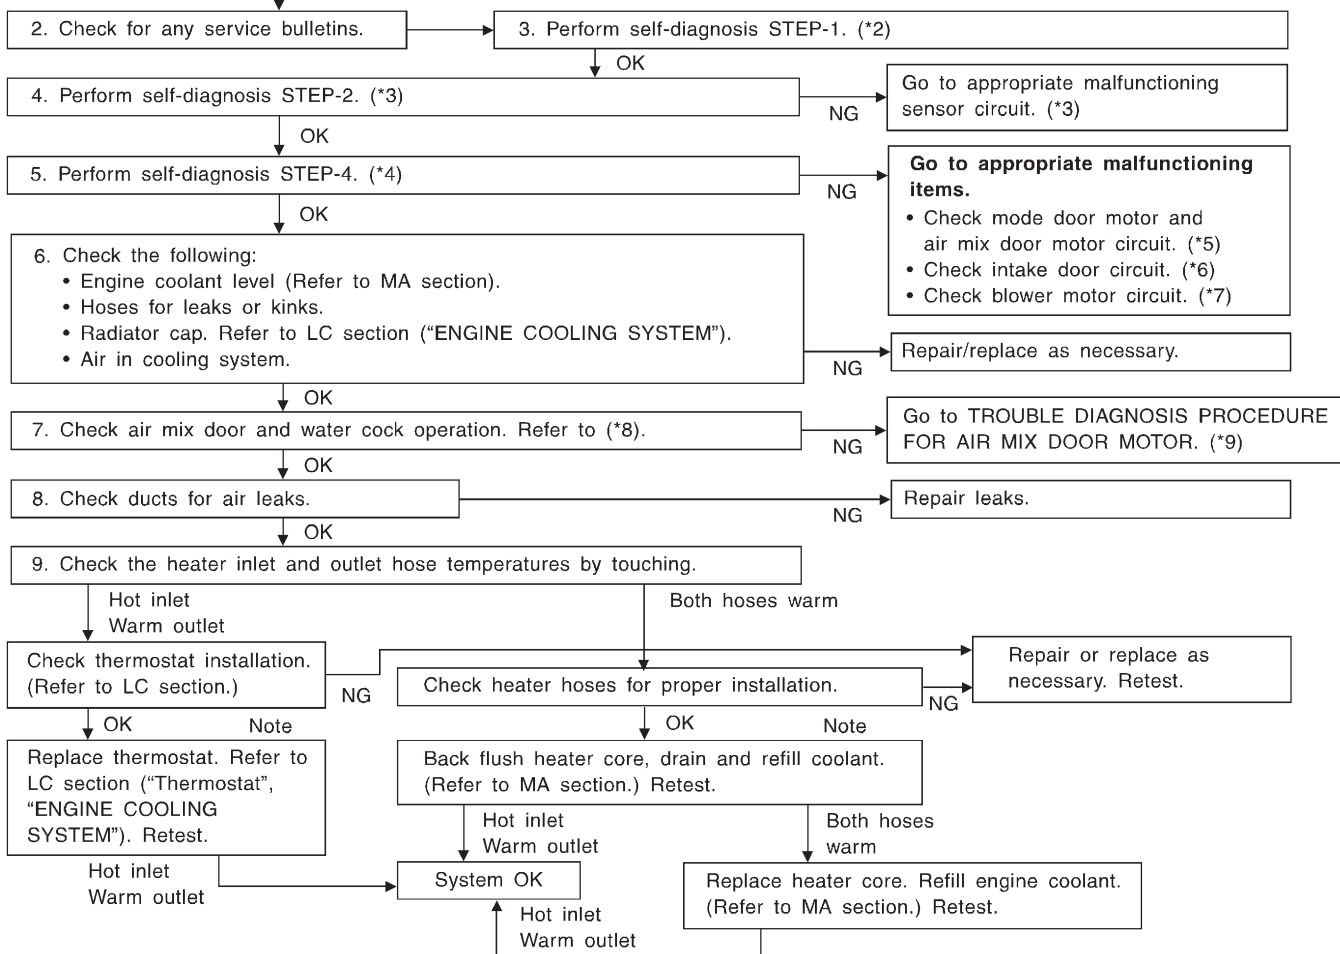 2. Check for any service bulletins.
3. Perform self-diagnosis STEP-1. (*2)
OK
4. Perform self-diagnosis STEP-2. (*3)
NG
Go to appropriate malfunctioning
sensor circuit. (*3)
OK
5. Perform self-diagnosis STEP-4. (*4)
NG
Go to appropriate malfunctioning
items.
• Check mode door motor and
air mix door motor circuit. (*5)
• Check intake door circuit. (*6)
• Check blower motor circuit. (*7)
OK
6. Check the following:
• Engine coolant level (Refer to MA section).
• Hoses for leaks or kinks.
• Radiator cap. Refer to LC section (“ENGINE COOLING SYSTEM”).
• Air in cooling system.
NG
Repair/replace as necessary.
OK
7. Check air mix door and water cock operation. Refer to (*8).
NG
Go to TROUBLE DIAGNOSIS PROCEDURE
FOR AIR MIX DOOR MOTOR. (*9)
OK
8. Check ducts for air leaks.
NG
Repair leaks.
OK
9. Check the heater inlet and outlet hose temperatures by touching.
Hot inlet
Warm outlet
Both hoses warm
Check thermostat installation.
(Refer to LC section.)
NG
Check heater hoses for proper installation.
NG
Repair or replace as
necessary. Retest.
OK
Note
OK
Note
Replace thermostat. Refer to
LC section (“Thermostat”,
“ENGINE COOLING
SYSTEM”). Retest.
Back flush heater core, drain and refill coolant.
(Refer to MA section.) Retest.
Hot inlet
Warm outlet
Both hoses
warm
Hot inlet
Warm outlet
System OK
Replace heater core. Refill engine coolant.
(Refer to MA section.) Retest.
Hot inlet
Warm outlet